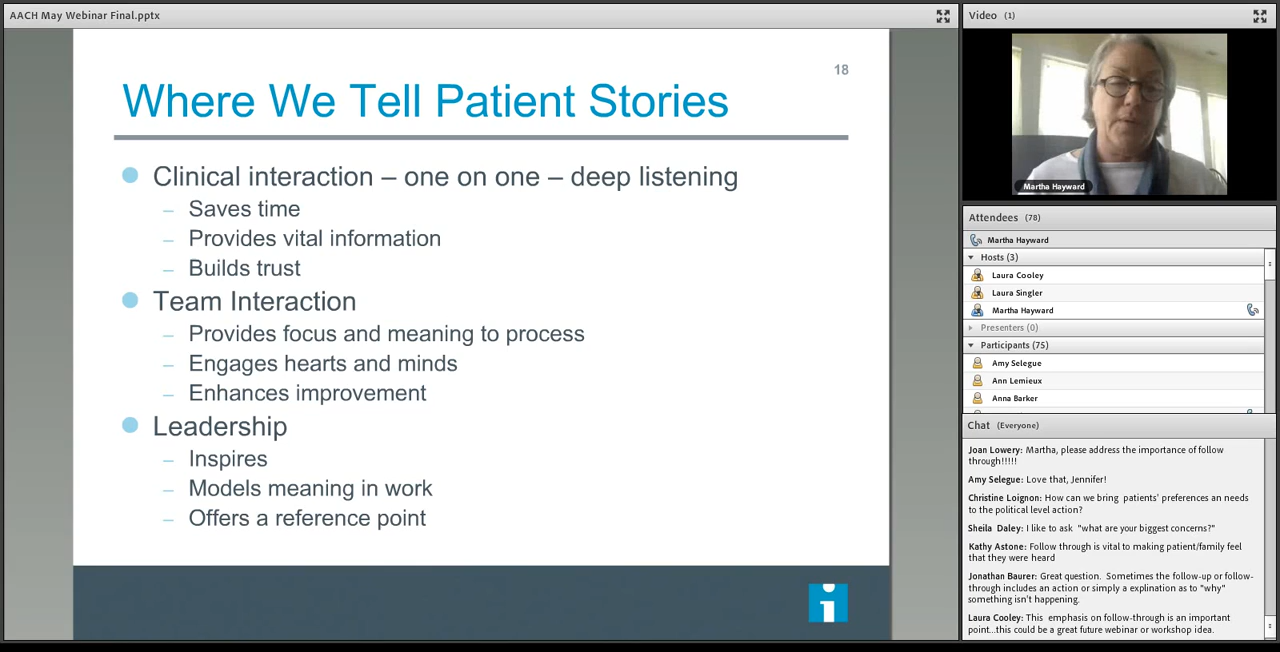 AACH May Webinar Final.pptx
18
Where We Tell Patient Stories
Clinical interaction – one on one – deep listening
– Saves time
– Provides vital information
– Builds trust
Team Interaction
– Provides focus and meaning to process
– Engages hearts and minds
– Enhances improvement
Leadership
– Inspires
– Models meaning in work
– Offers a reference point
i
Video (1)
Martha Hayward
Attendees (78)
Martha Hayward
Hosts (3)
Laura Cooley
Laura Singler
Martha Hayward
Presenters (0)
Participants (75)
Amy Selegue
Ann Lemieux
Anna Barker
Chat (Everyone)
Joan Lowery: Martha, please address the importance of follow
through!!!!!
Amy Selegue: Love that, Jennifer!
Christine Loignon: How can we bring patients' preferences an needs
to the political level action?
Sheila Daley: I like to ask "what are your biggest concerns?"
Kathy Astone: Follow through is vital to making patient/family feel
that they were heard
Jonathan Baurer: Great question. Sometimes the follow-up or follow-
through includes an action or simply a explination as to "why"
something isn't happening.
Laura Cooley: This emphasis on follow-through is an important
point...this could be a great future webinar or workshop idea.